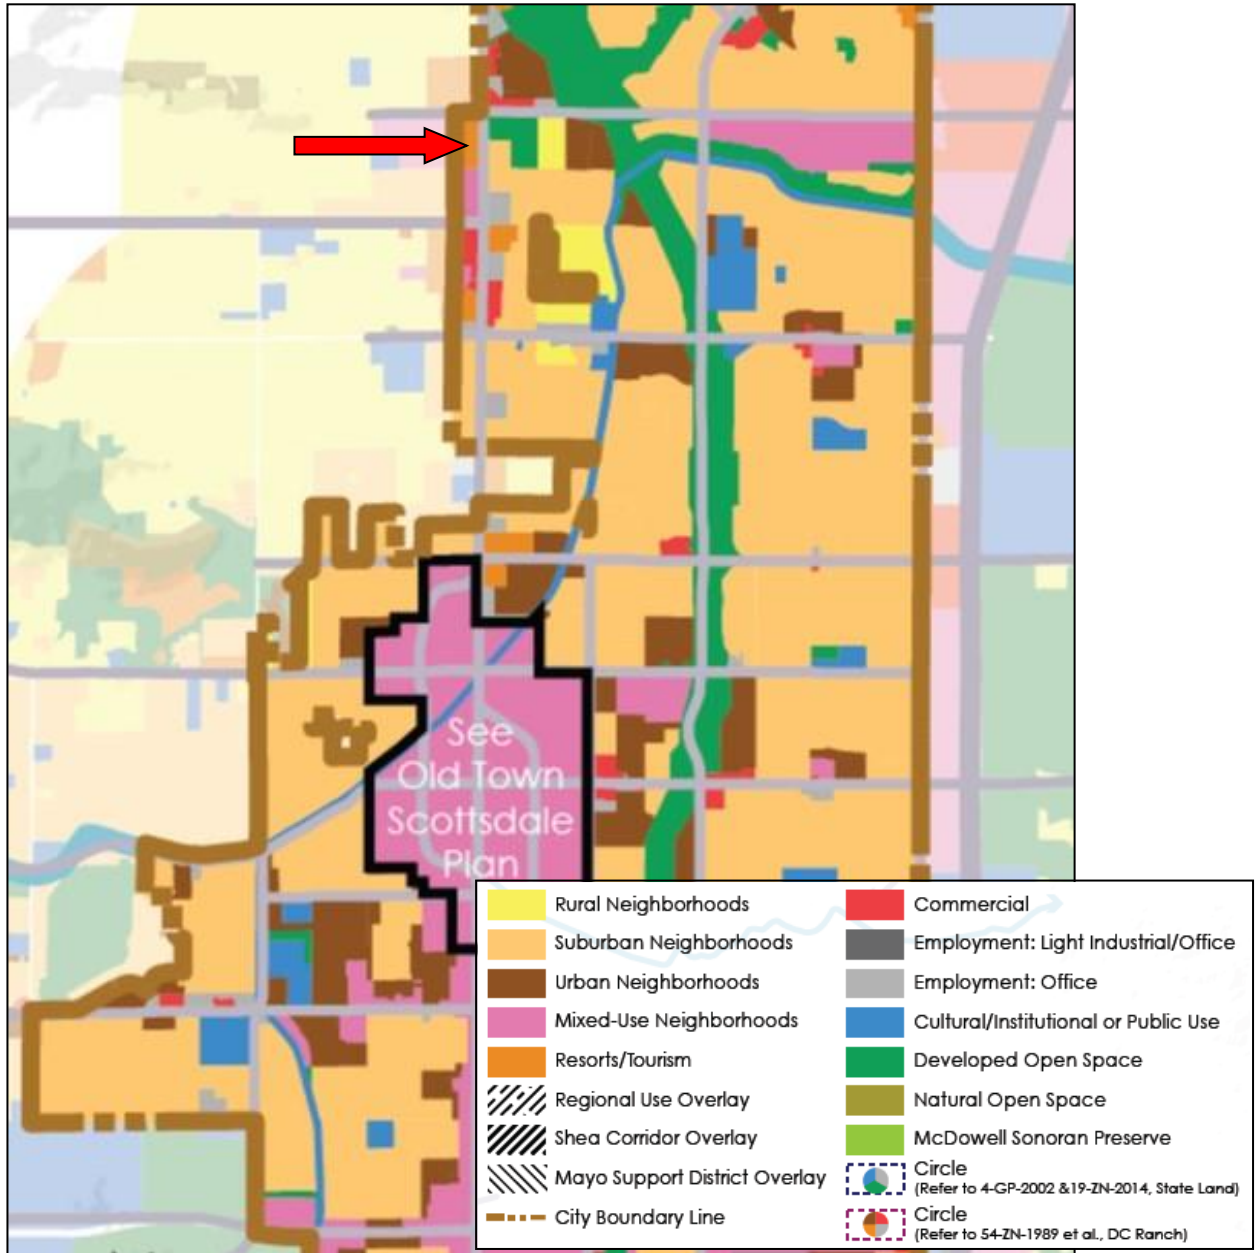 See
Old Town
Scottsdale
Plan
Rural Neighborhoods
Suburban Neighborhoods
Urban Neighborhoods
Mixed-Use Neighborhoods
Resorts/Tourism
Regional Use Overlay
Shea Corridor Overlay
Mayo Support District Overlay
City Boundary Line
Commercial
Employment: Light Industrial/Office
Employment: Office
Cultural/Institutional or Public Use
Developed Open Space
Natural Open Space
McDowell Sonoran Preserve
Circle
(Refer to 4-GP-2002 &19-ZN-2014, State Land)
Circle
(Refer to 54-ZN-1989 et al., DC Ranch)